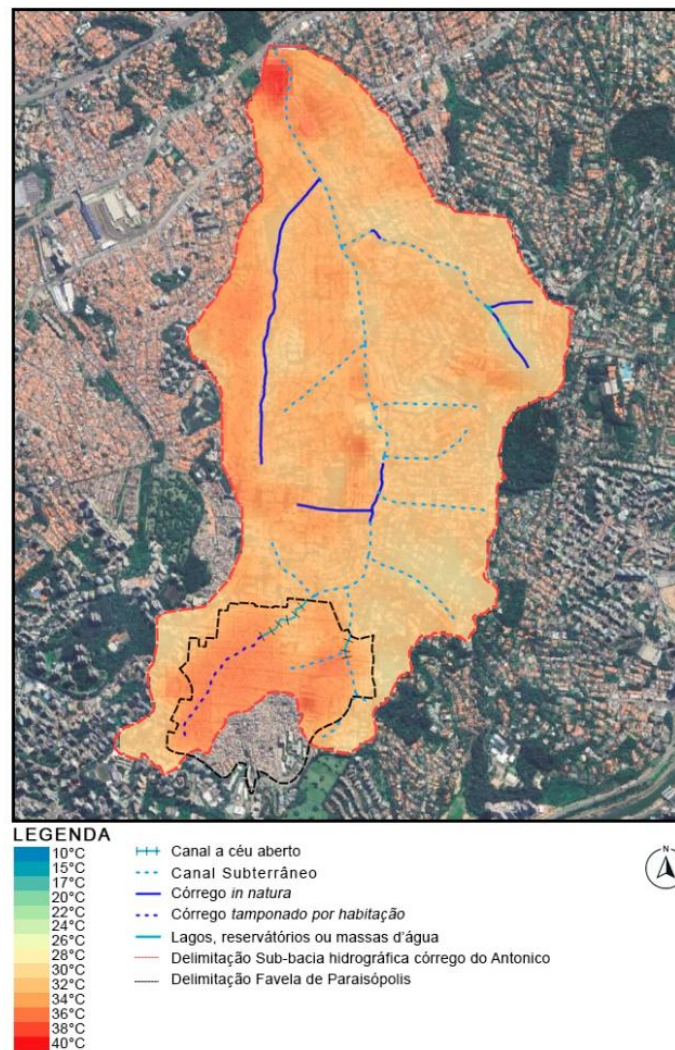 LEGENDA
10°C
15°C
17°C
20°C
22°C
24°C
26°C
28°C
30°C
32°C
34°C
36°C
38°C
40°C
Canal a céu aberto
Canal Subterrâneo
Córrego in natura
Córrego tamponado por habitação
Lagos, reservátórios ou massas d'água
Delimitação Sub-bacia hidrográfica córrego do Antonico
Delimitação Favela de Paraisópolis
N